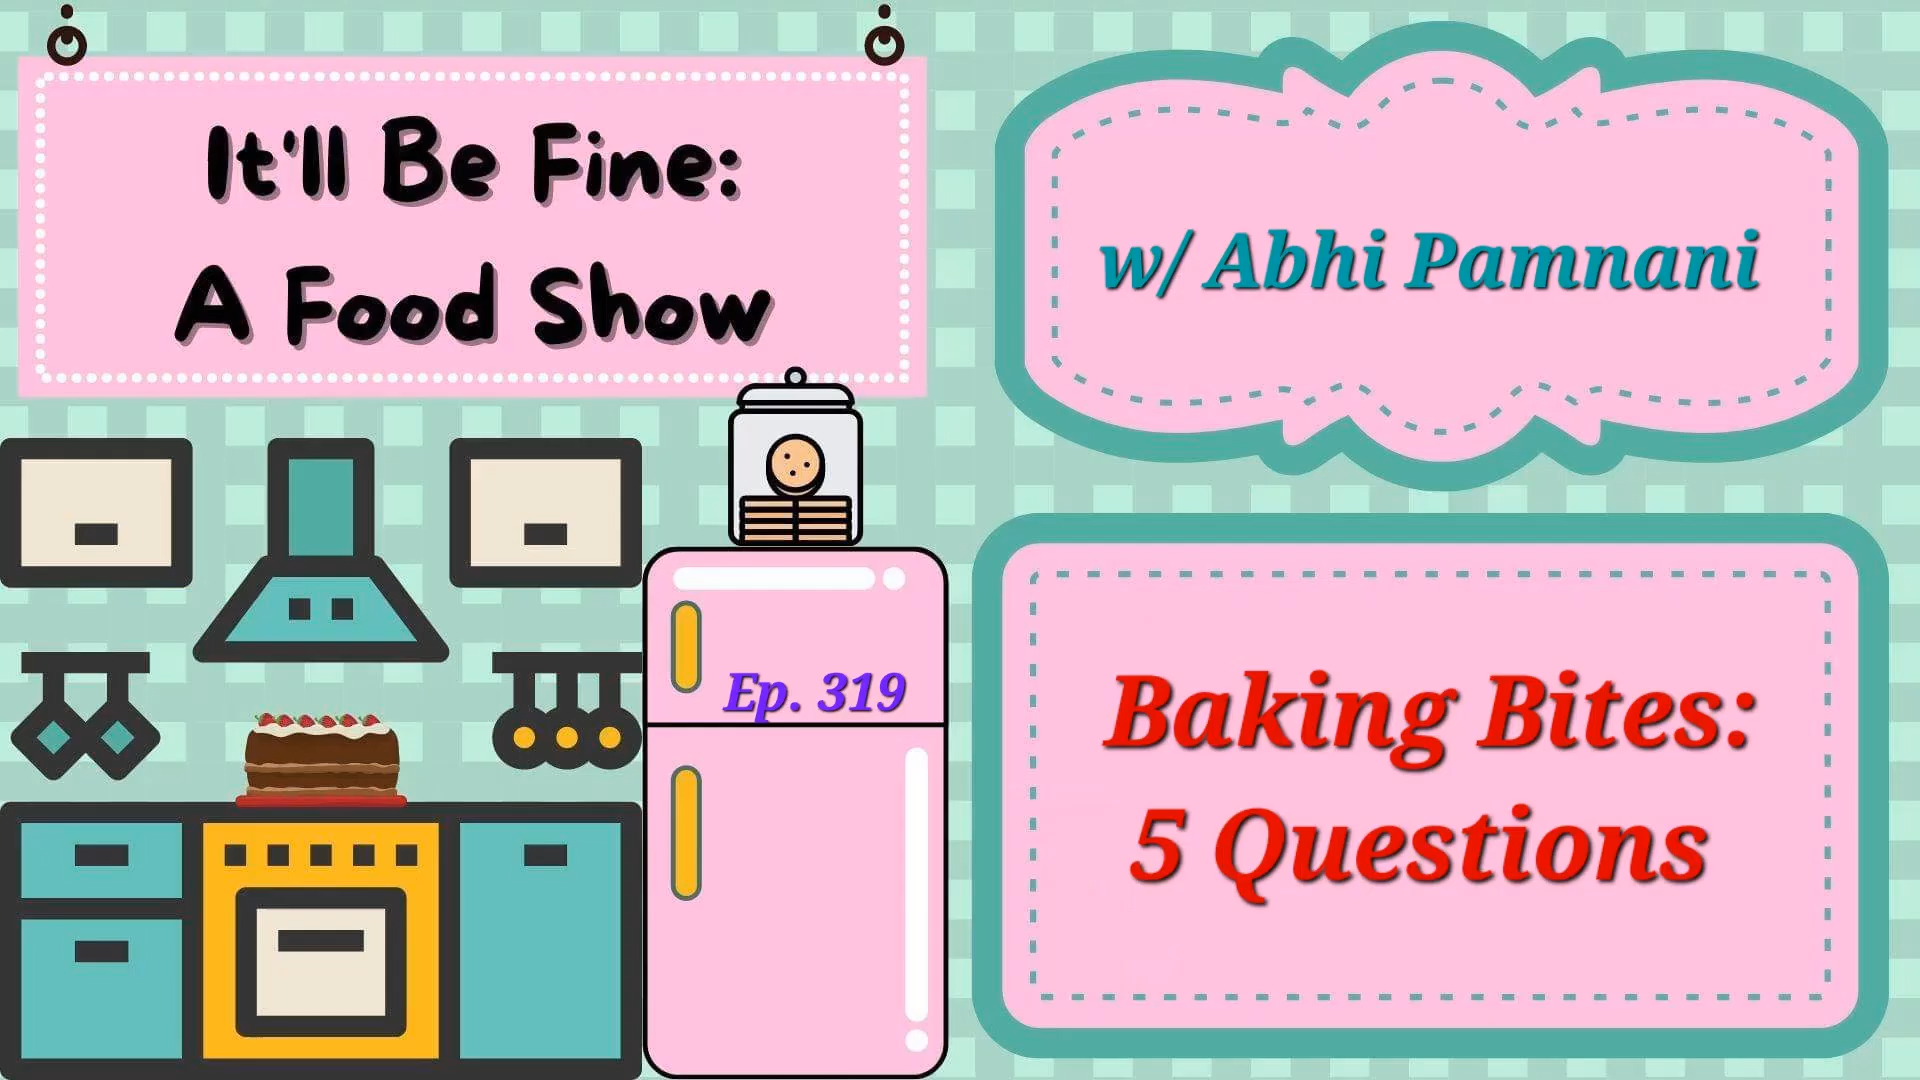 It'll Be Fine:
A Food Show
w/ Abhi Pamnani
Ep. 319
Baking Bites:
5 Questions